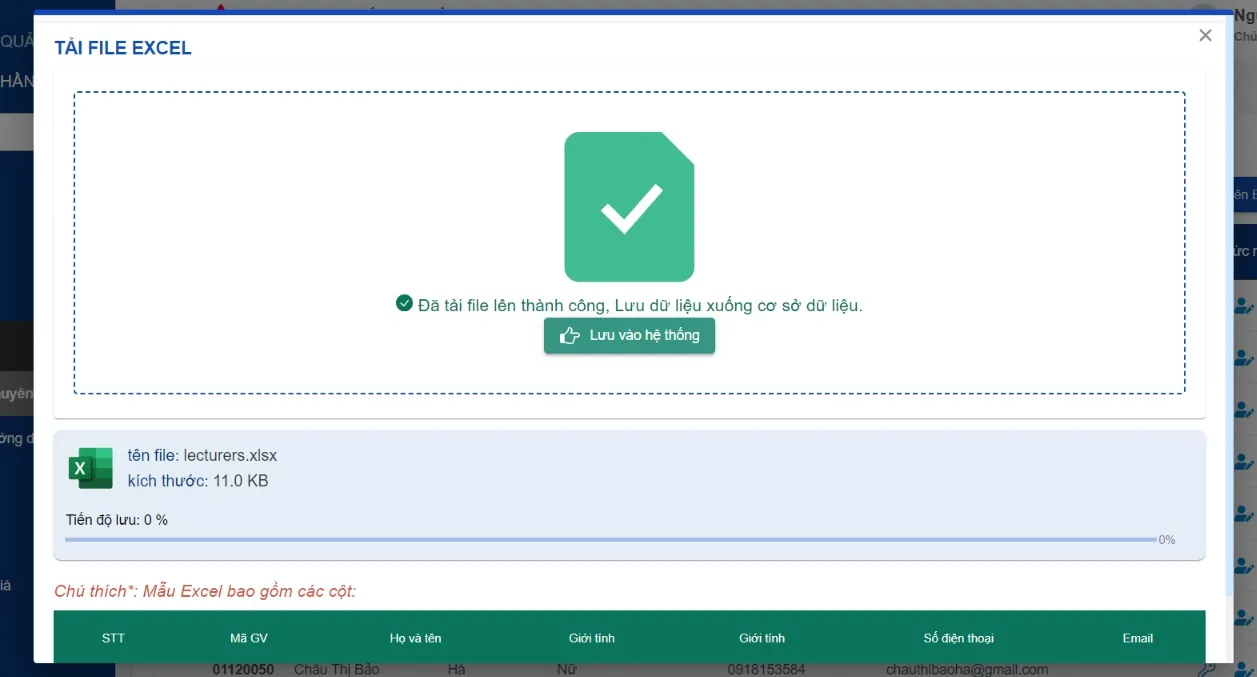 QUẢ
Ngu
Chủ
TẢI FILE EXCEL
HẦN
Đã tải file lên thành công, Lưu dữ liệu xuống cơ sở dữ liệu.
Lưu vào hệ thống
ên E
ức n
uyên
ớng d
X
tên file: lecturers.xlsx
kích thước: 11.0 KB
Tiến độ lưu: 0 %
0%
iá
Chú thích*: Mẫu Excel bao gồm các cột:
STT Mã GV Họ và tên Giới tính Giới tính Số điện thoại Email
01120050 Châu Thị Bảo Hà Nữ 0918153584 chauthibaoha@gmail.com